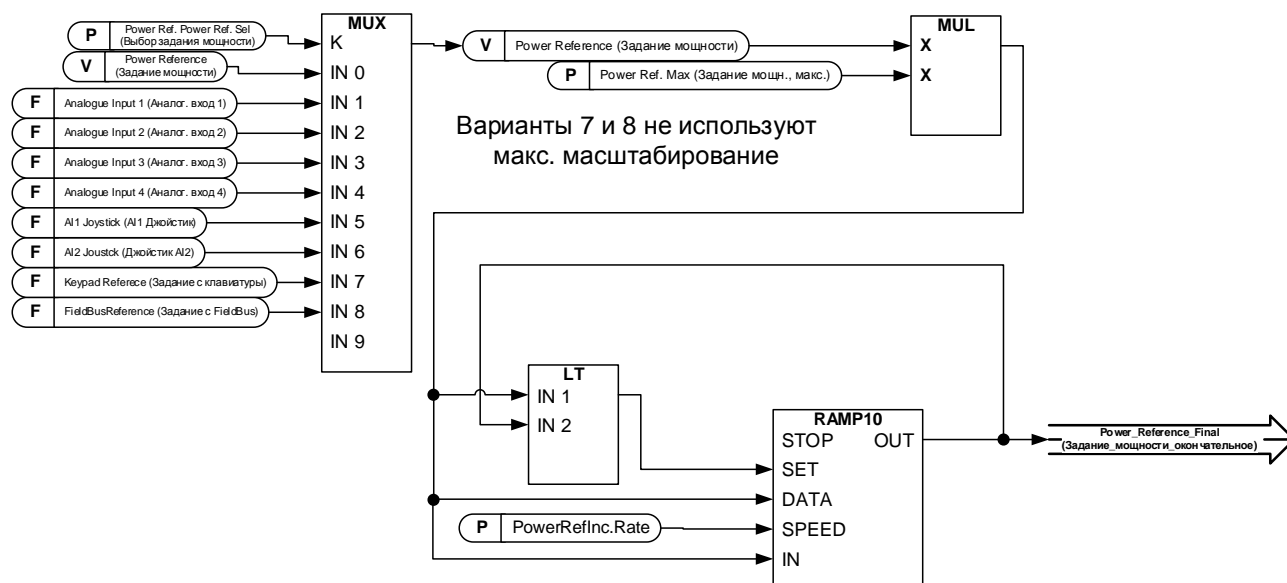 MUX
P
Power Ref. Power Ref. Sel
(Выбор задания мощности)
K
V
Power Reference
(Задание мощности)
IN 0
F
Analogue Input 1 (Аналог. вход 1)
IN 1
F
Analogue Input 2 (Аналог. вход 2)
IN 2
F
Analogue Input 3 (Аналог. вход 3)
IN 3
F
Analogue Input 4 (Аналог. вход 4)
IN 4
F
AI1 Joystick (AI1 Джойстик)
IN 5
F
AI2 Joustck (Джойстик AI2)
IN 6
F
Keypad Referece (Задание с клавиатуры)
IN 7
F
FieldBusReference (Задание с FieldBus)
IN 8
IN 9
V
Power Reference (Задание мощности)
P
Power Ref. Max (Задание мощн., макс.)
MUL
X
X
Варианты 7 и 8 не используют
макс. масштабирование
LT
IN 1
IN 2
RAMP10
STOP OUT
SET
DATA
SPEED
IN
P
PowerRefInc.Rate
Power_Reference_Final
(Задание_мощности_окончательное)